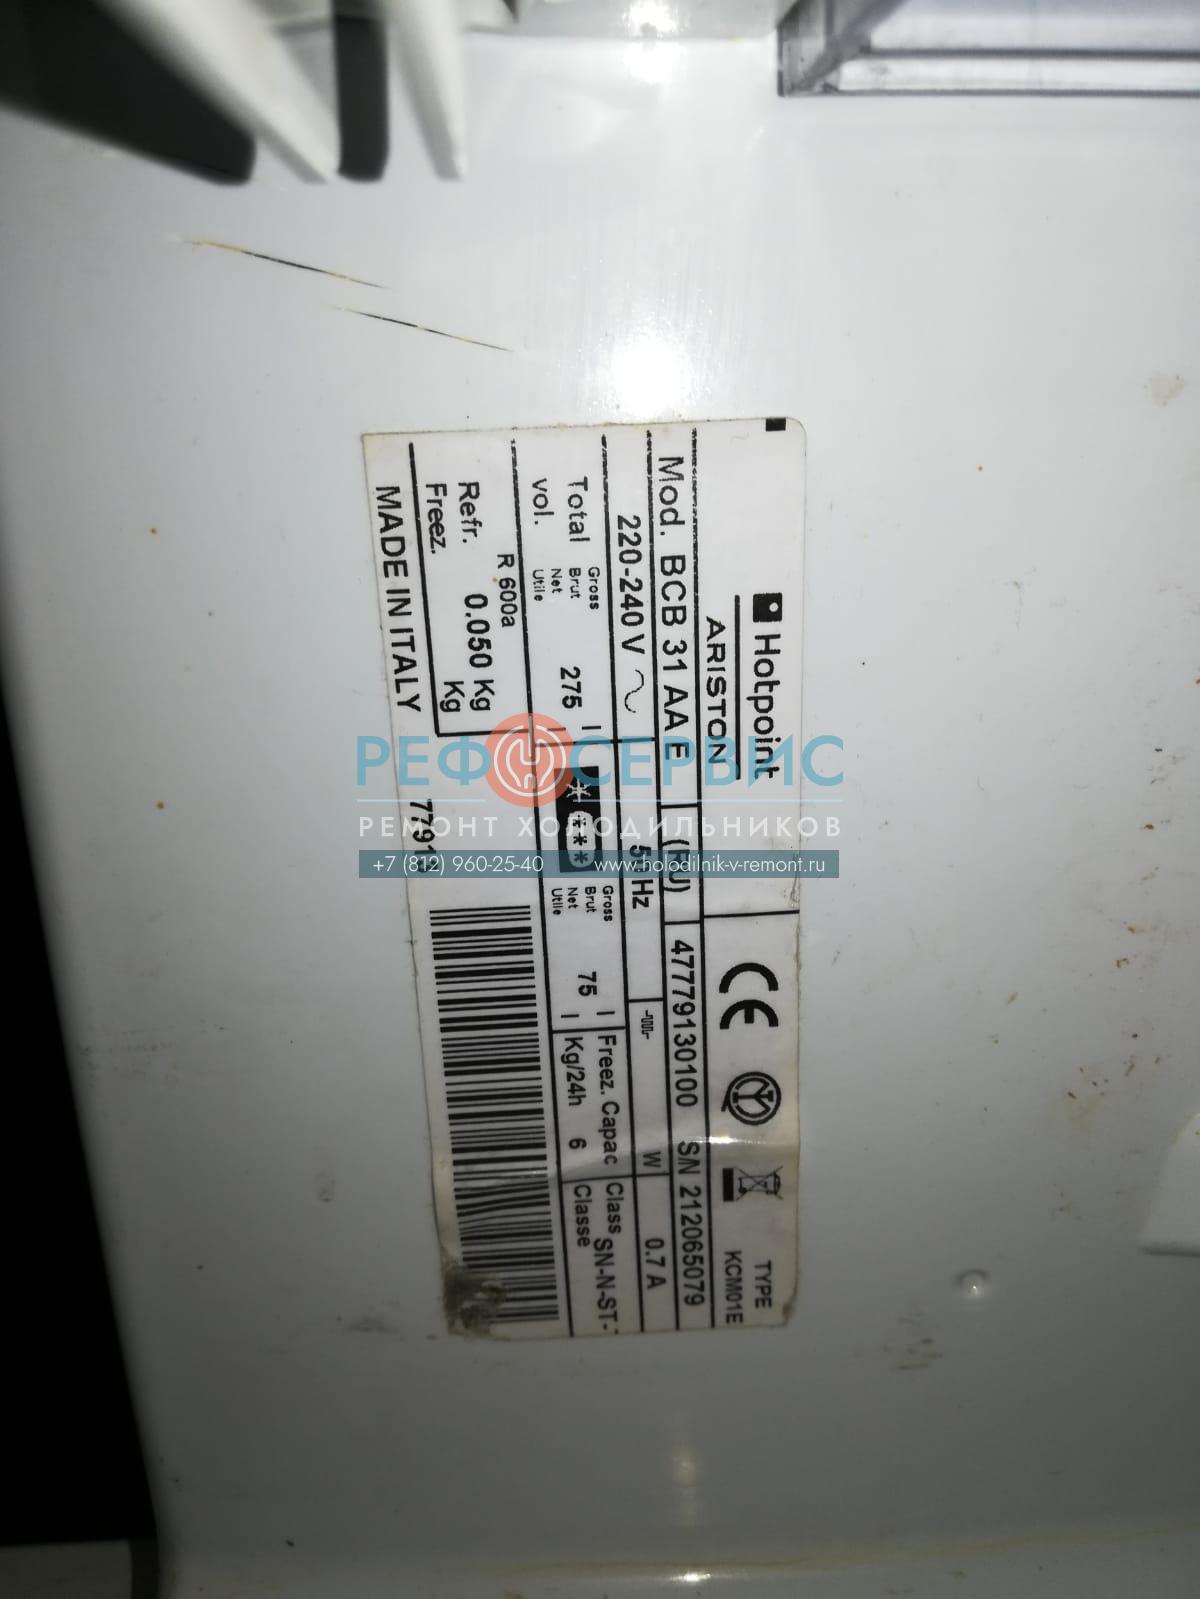 Hotpoint
ARISTON
TYPE
KCM01E
Mod. BCB 31 AA E (RU) 47779130100 S/N 212065079
220-240 V 50 Hz W 0.7 A
Total vol. Gross Brut Net Utile 275 l l
Gross Brut Net Utile 75 l l
Freez. Capac Kg/24h 6
Class Classe SN-N-ST-
R 600a
Refr. 0.050 Kg
Freez. Kg
MADE IN ITALY
РЕФ СЕРВИС
РЕМОНТ ХОЛОДИЛЬНИКОВ
+7 (812) 960-25-40 www.holodilnik-v-remont.ru